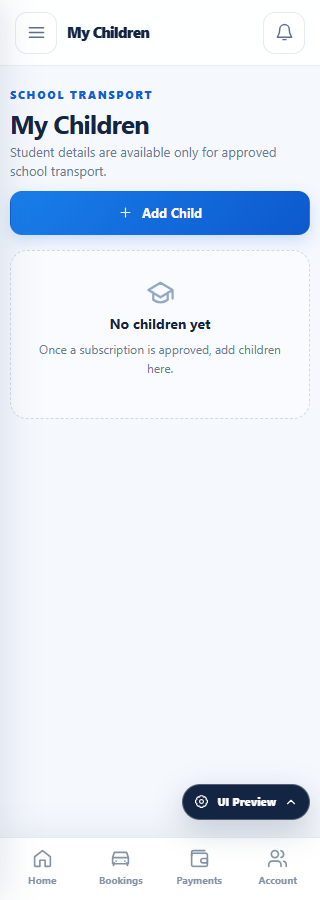 My Children
SCHOOL TRANSPORT
My Children
Student details are available only for approved
school transport.
Add Child
No children yet
Once a subscription is approved, add children
here.
UI Preview
Home
Bookings
Payments
Account